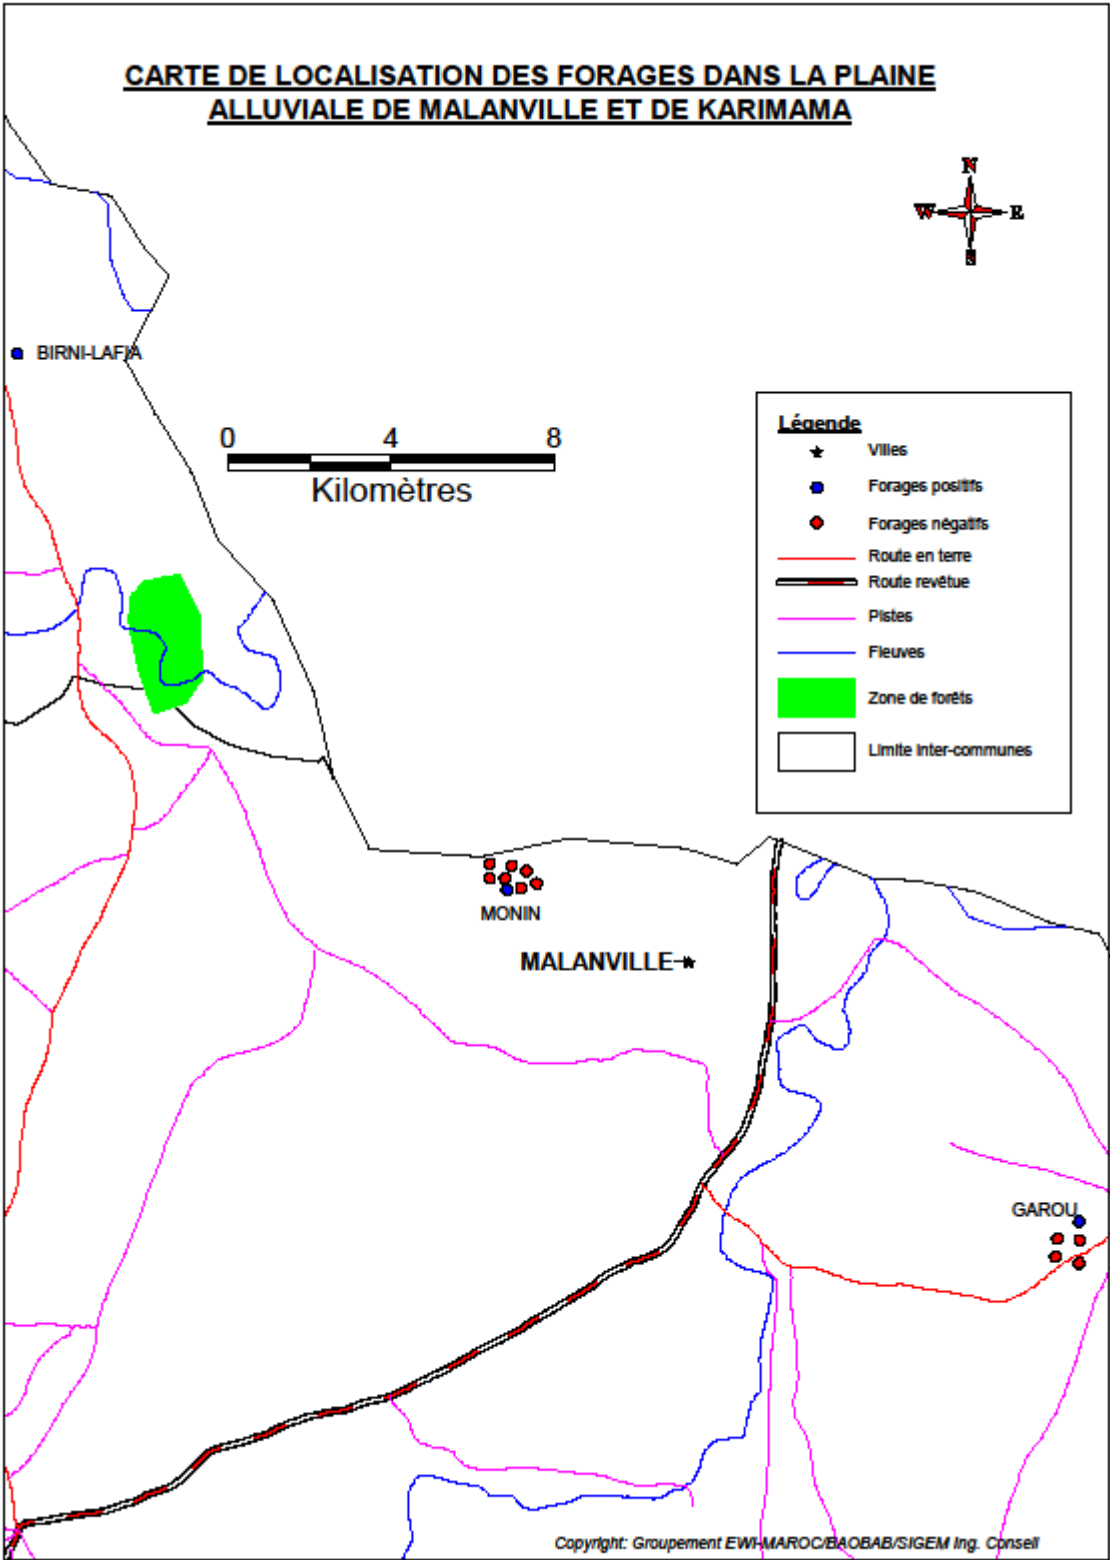 CARTE DE LOCALISATION DES FORAGES DANS LA PLAINE
ALLUVIALE DE MALANVILLE ET DE KARIMAMA
N
W E
S
BIRNI-LAFIA
0 4 8
Kilomètres
Légende
Villes
Forages positifs
Forages négatifs
Route en terre
Route revêtue
Pistes
Fleuves
Zone de forêts
Limite inter-communes
MONIN
MALANVILLE
GAROU
Copyright: Groupement EWI-MAROC/BAOBAB/SIGEM Ing. Conseil